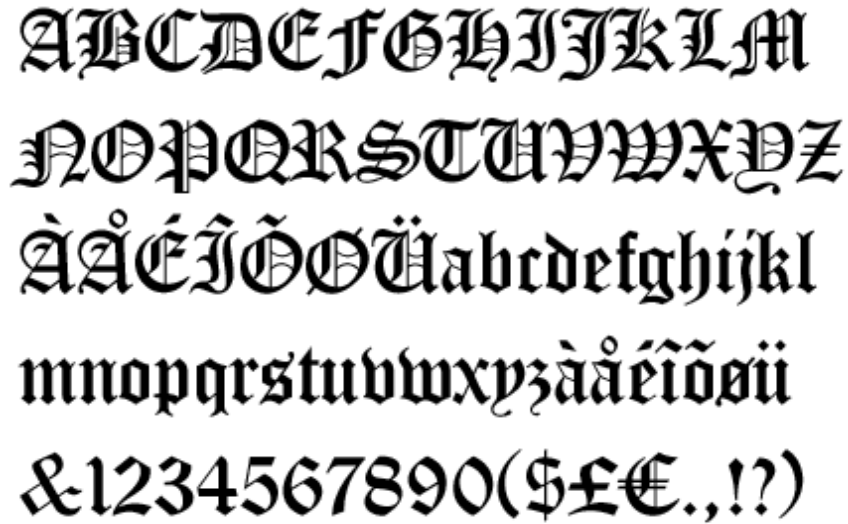 ABCDEFGHIJKLM
NOPQRSTUVWXYZ
ÀÅÉÎÕØÜabcdefghijkl
mnopqrstuvwxyzàåéîõøü
&1234567890($£€.,!?)